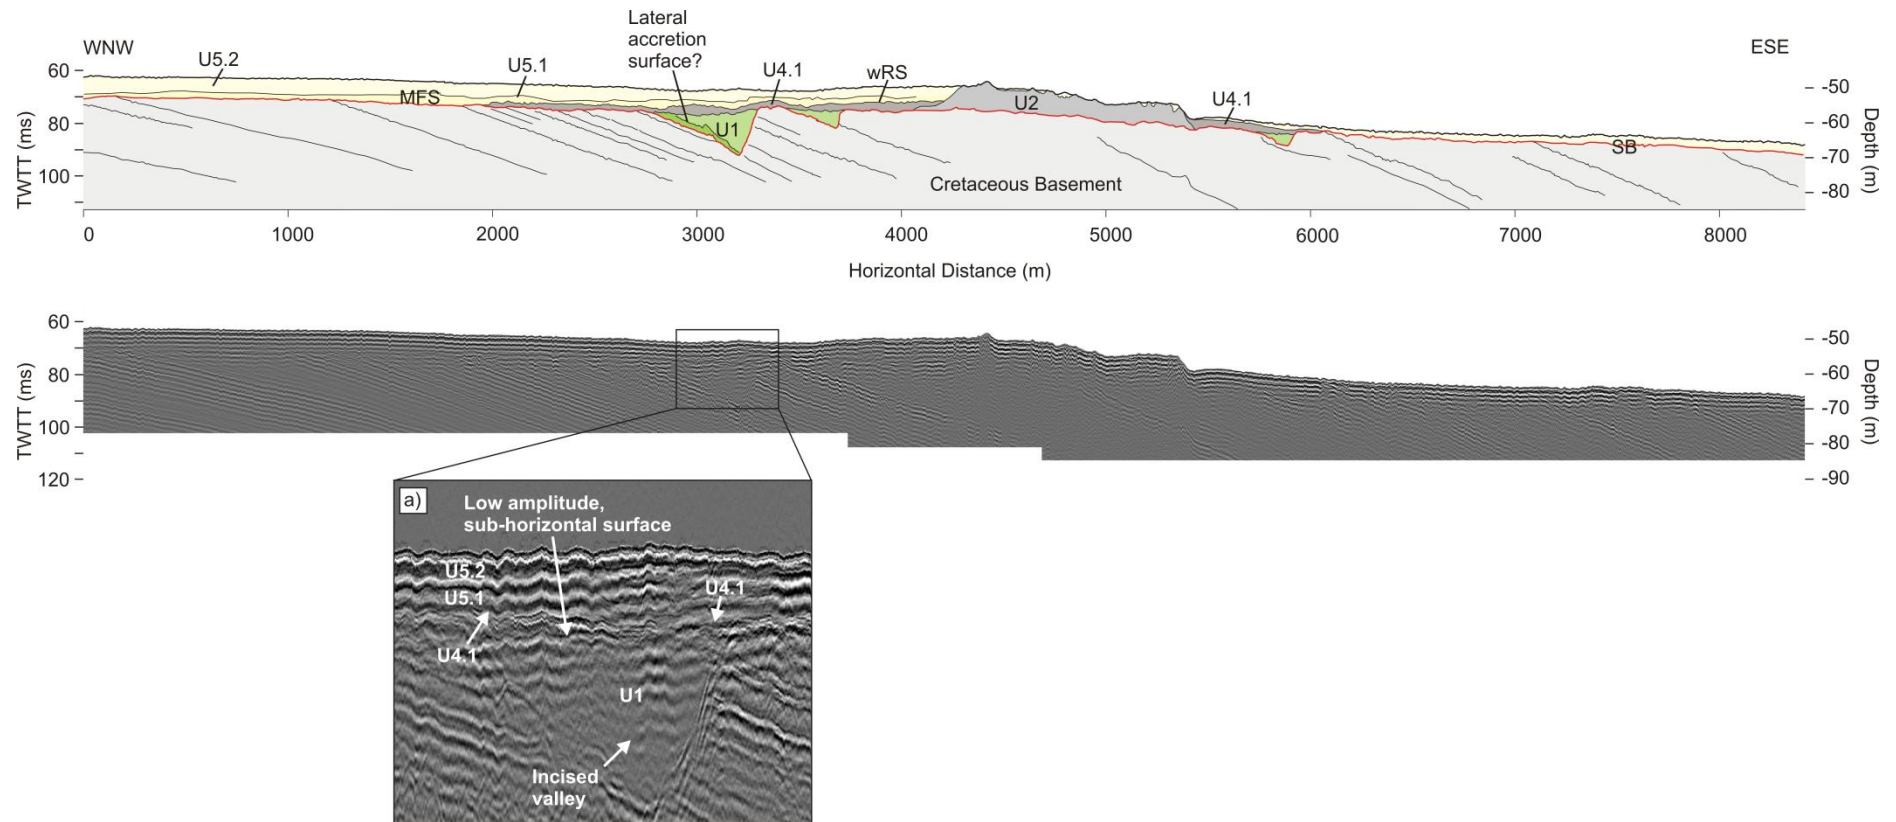 WNW
ESE
Lateral
accretion
surface?
U5.2
U5.1
U4.1
wRS
MFS
U1
U2
U4.1
SB
Cretaceous Basement
TWTT (ms)
60
80
100
Depth (m)
-50
-60
-70
-80
0
1000
2000
3000
4000
5000
6000
7000
8000
Horizontal Distance (m)
TWTT (ms)
60
80
100
120
Depth (m)
-50
-60
-70
-80
-90
a)
Low amplitude,
sub-horizontal surface
U5.2
U5.1
U4.1
U4.1
U1
Incised
valley